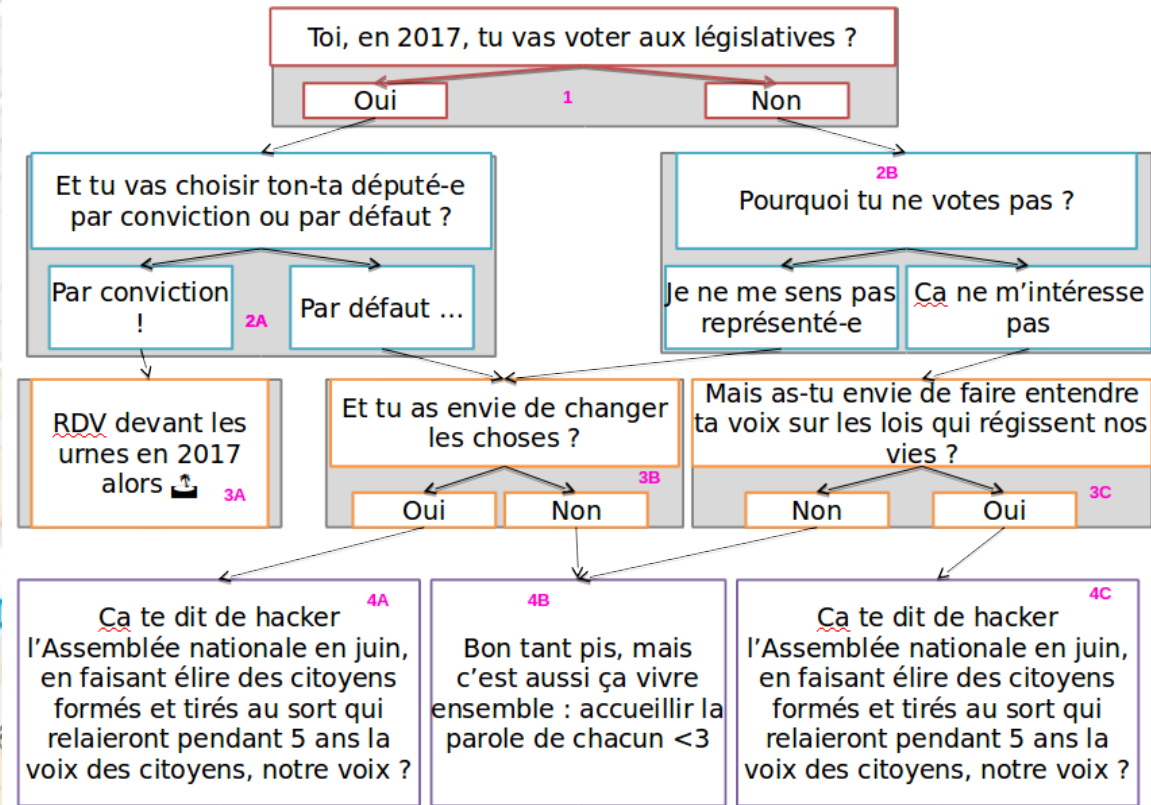 Toi, en 2017, tu vas voter aux législatives ?
Oui
1
Non
Et tu vas choisir ton-ta député-e
par conviction ou par défaut ?
Par conviction
!
2A
Par défaut ...
2B
Pourquoi tu ne votes pas ?
Je ne me sens pas
représenté-e
Ca ne m’intéresse
pas
RDV devant les
urnes en 2017
alors
3A
Et tu as envie de changer
les choses ?
3B
Oui
Non
Mais as-tu envie de faire entendre
ta voix sur les lois qui régissent nos
vies ?
3C
Non
Oui
4A
Ca te dit de hacker
l’Assemblée nationale en juin,
en faisant élire des citoyens
formés et tirés au sort qui
relaieront pendant 5 ans la
voix des citoyens, notre voix ?
4B
Bon tant pis, mais
c’est aussi ça vivre
ensemble : accueillir la
parole de chacun <3
4C
Ca te dit de hacker
l’Assemblée nationale en juin,
en faisant élire des citoyens
formés et tirés au sort qui
relaieront pendant 5 ans la
voix des citoyens, notre voix ?